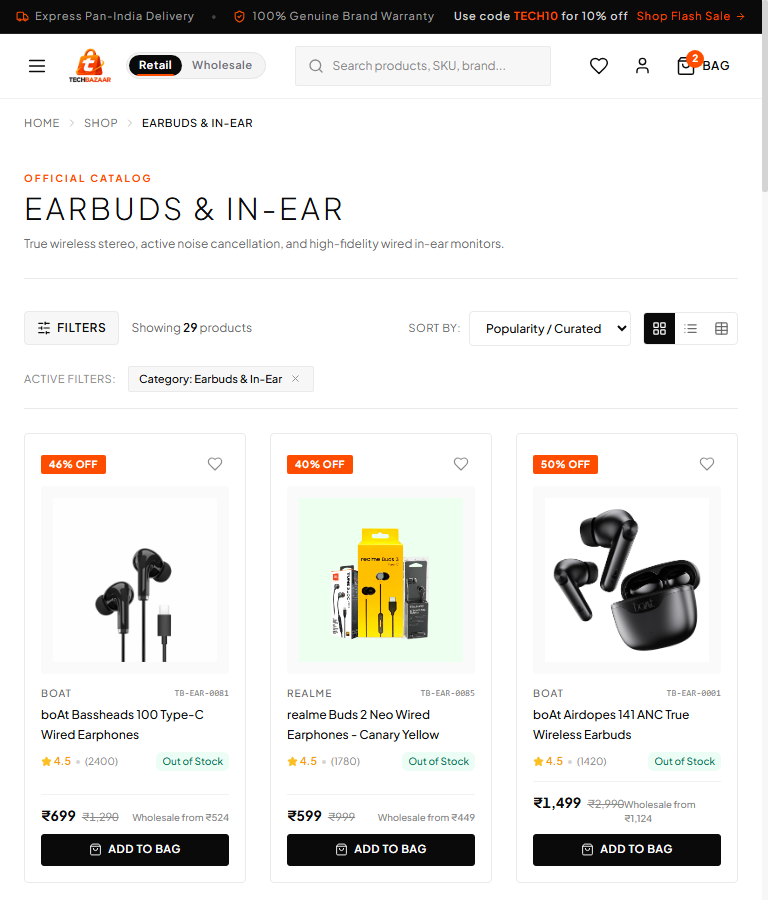 Express Pan-India Delivery • 100% Genuine Brand Warranty Use code TECH10 for 10% off Shop Flash Sale →
TECHBAZAAR
Retail Wholesale
Search products, SKU, brand...
2
BAG
HOME > SHOP > EARBUDS & IN-EAR
OFFICIAL CATALOG
EARBUDS & IN-EAR
True wireless stereo, active noise cancellation, and high-fidelity wired in-ear monitors.
FILTERS Showing 29 products SORT BY: Popularity / Curated
ACTIVE FILTERS: Category: Earbuds & In-Ear ×
46% OFF
BOAT TB-EAR-0081
boAt Bassheads 100 Type-C
Wired Earphones
4.5 • (2400) Out of Stock
₹699 ₹1,290 Wholesale from ₹524
ADD TO BAG
40% OFF
realme Buds 2
REALME TB-EAR-0085
realme Buds 2 Neo Wired
Earphones - Canary Yellow
4.5 • (1780) Out of Stock
₹599 ₹999 Wholesale from ₹449
ADD TO BAG
50% OFF
boAt
BOAT TB-EAR-0001
boAt Airdopes 141 ANC True
Wireless Earbuds
4.5 • (1420) Out of Stock
₹1,499 ₹2,990 Wholesale from
₹1,124
ADD TO BAG